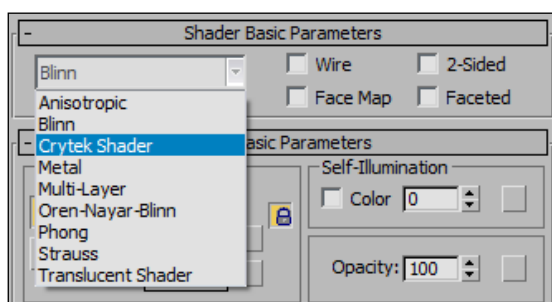 - Shader Basic Parameters
Blinn
Wire
2-Sided
Face Map
Faceted
Anisotropic
Blinn
Crytek Shader
Metal
Multi-Layer
Oren-Nayar-Blinn
Phong
Strauss
Translucent Shader
- asic Parameters
Self-Illumination
Color 0
Opacity: 100